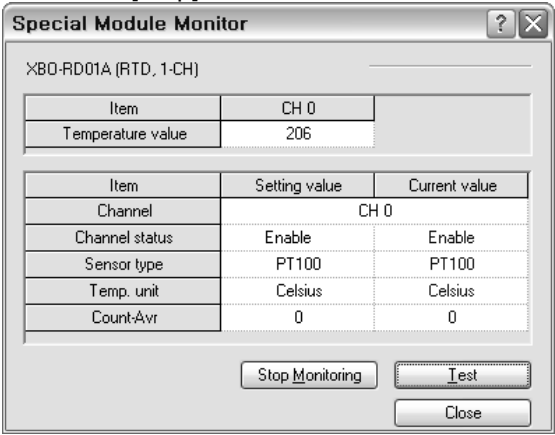 Special Module Monitor
XBO-RD01A (RTD, 1-CH)
Item CH 0
Temperature value 206
Item Setting value Current value
Channel CH 0
Channel status Enable Enable
Sensor type PT100 PT100
Temp. unit Celsius Celsius
Count-Avr 0 0
Stop Monitoring Test
Close